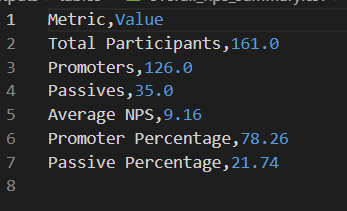 1 Metric,Value
2 Total Participants,161.0
3 Promoters,126.0
4 Passives,35.0
5 Average NPS,9.16
6 Promoter Percentage,78.26
7 Passive Percentage,21.74
8